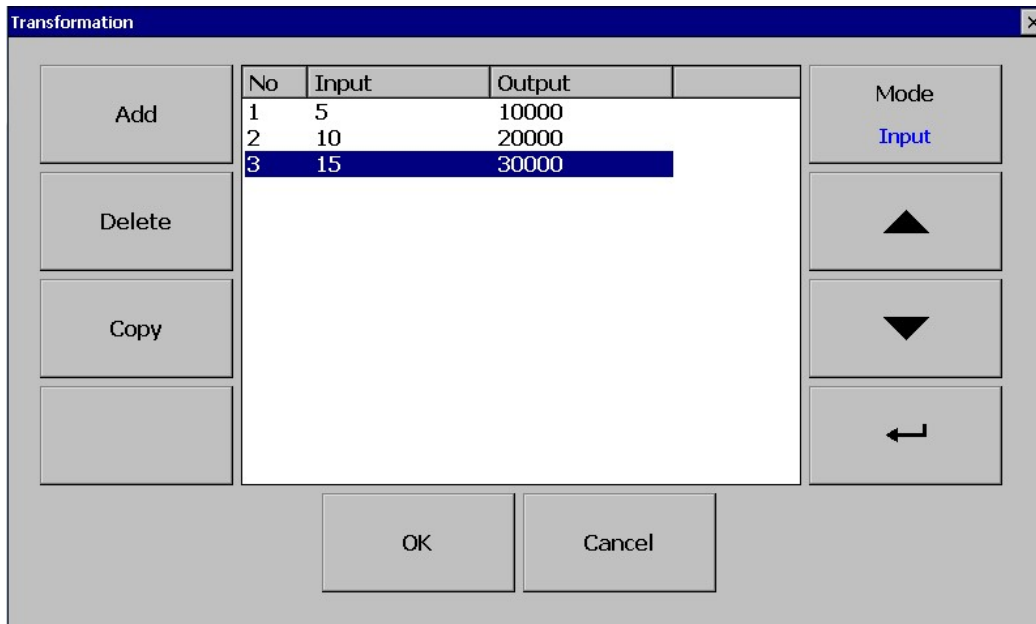 Transformation
Add
Delete
Copy
No Input Output
1 5 10000
2 10 20000
3 15 30000
Mode
Input
OK
Cancel